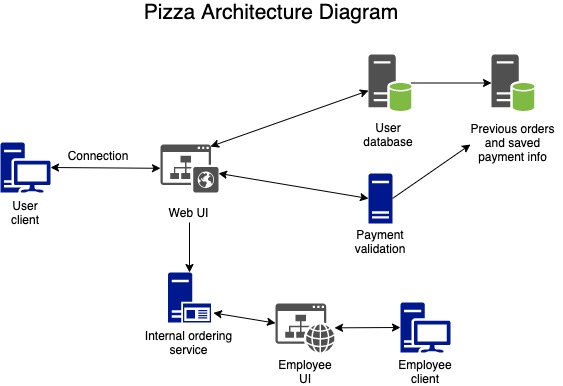 Pizza Architecture Diagram
User
database
Previous orders
and saved
payment info
Connection
User
client
Web UI
Payment
validation
Internal ordering
service
Employee
UI
Employee
client